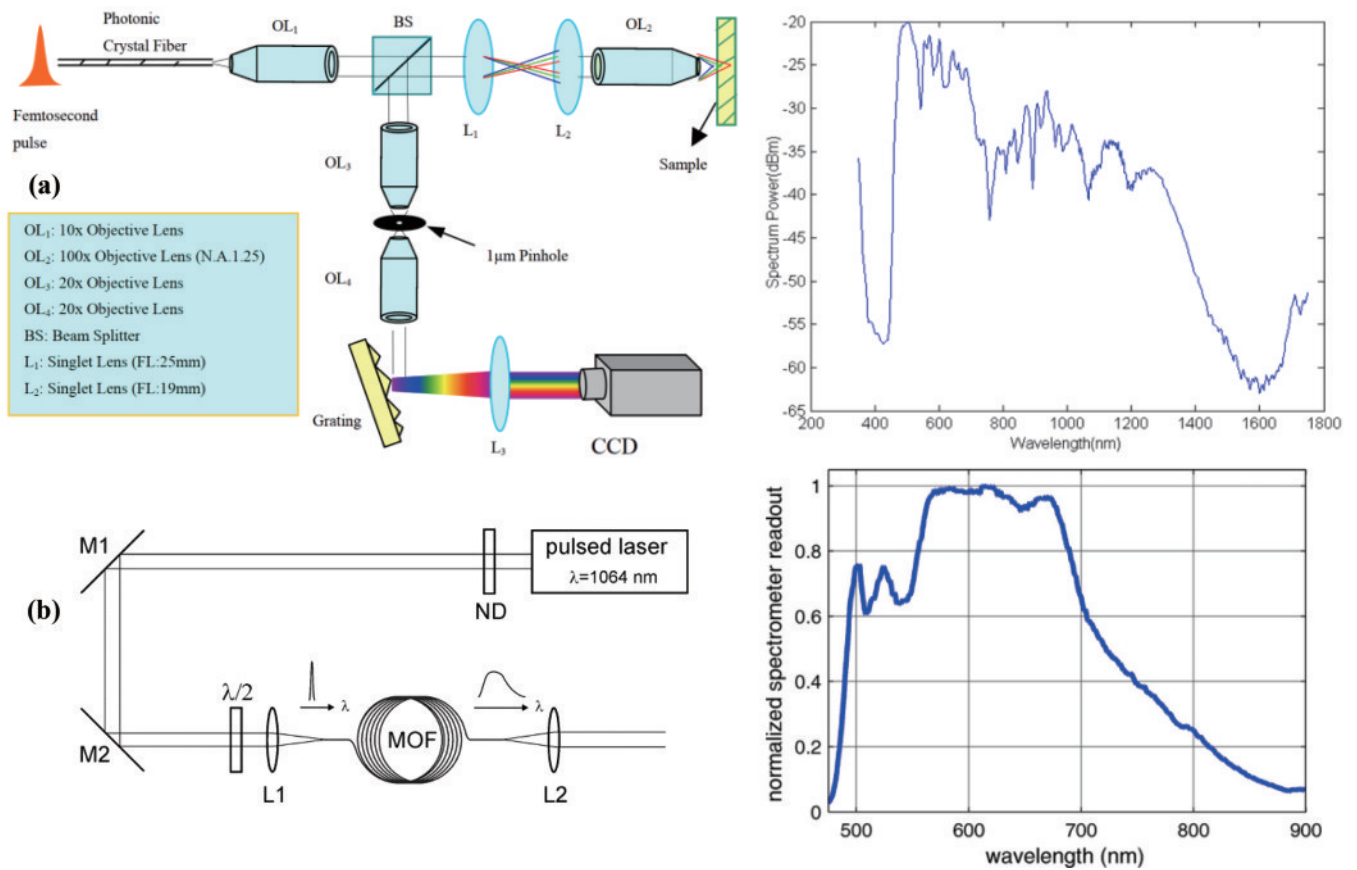 Photonic
Crystal Fiber
OL₁
BS
OL₂
Femtosecond
pulse
L₁
L₂
Sample
OL₃
(a)
1µm Pinhole
OL₄
OL₁: 10x Objective Lens
OL₂: 100x Objective Lens (N.A.1.25)
OL₃: 20x Objective Lens
OL₄: 20x Objective Lens
BS: Beam Splitter
L₁: Singlet Lens (FL:25mm)
L₂: Singlet Lens (FL:19mm)
Grating
L₃
CCD
-20
-25
-30
-35
-40
-45
-50
-55
-60
-65
Spectrum Power(dBm)
200 400 600 800 1000 1200 1400 1600 1800
Wavelength(nm)
M1
pulsed laser
λ=1064 nm
ND
(b)
λ/2
λ
λ
M2
MOF
L1
L2
1
0.8
0.6
0.4
0.2
0
normalized spectrometer readout
500 600 700 800 900
wavelength (nm)